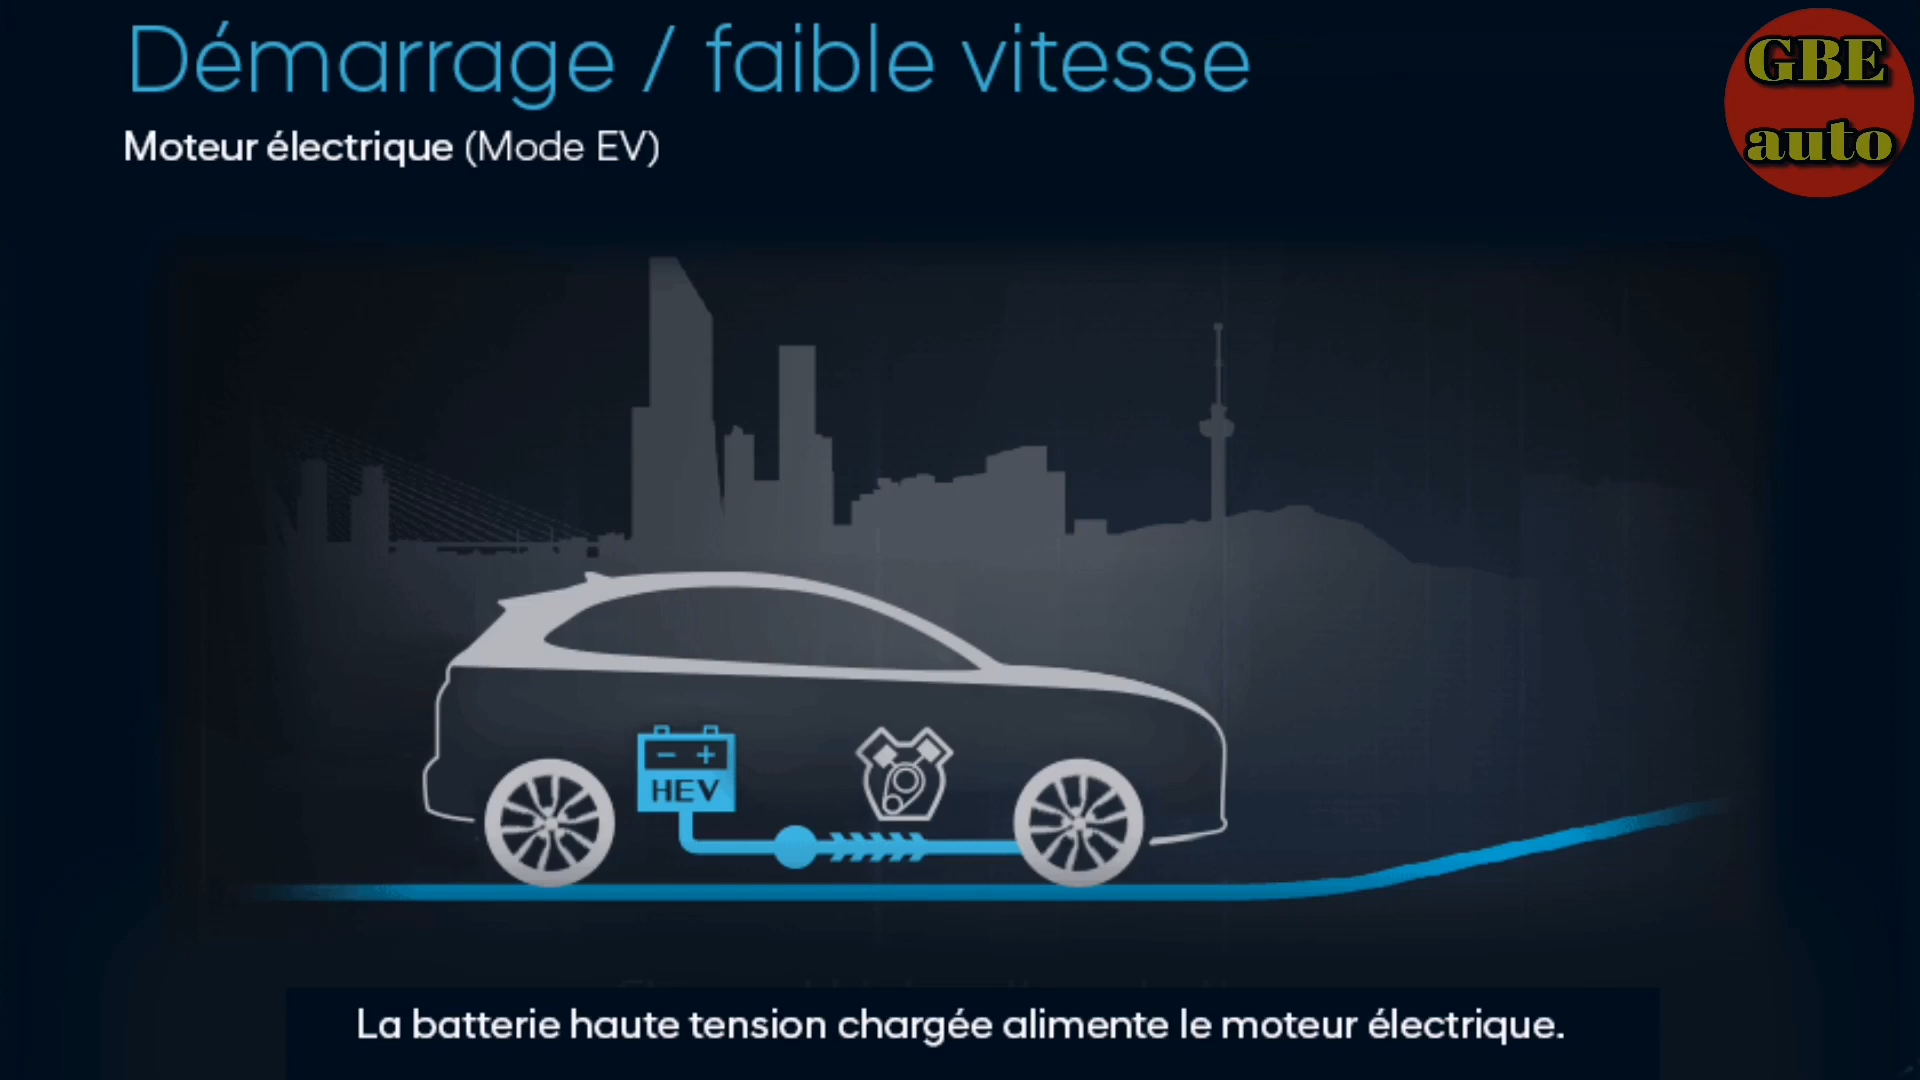 Démarrage / faible vitesse
Moteur électrique (Mode EV)
GBE
auto
- +
HEV
La batterie haute tension chargée alimente le moteur électrique.